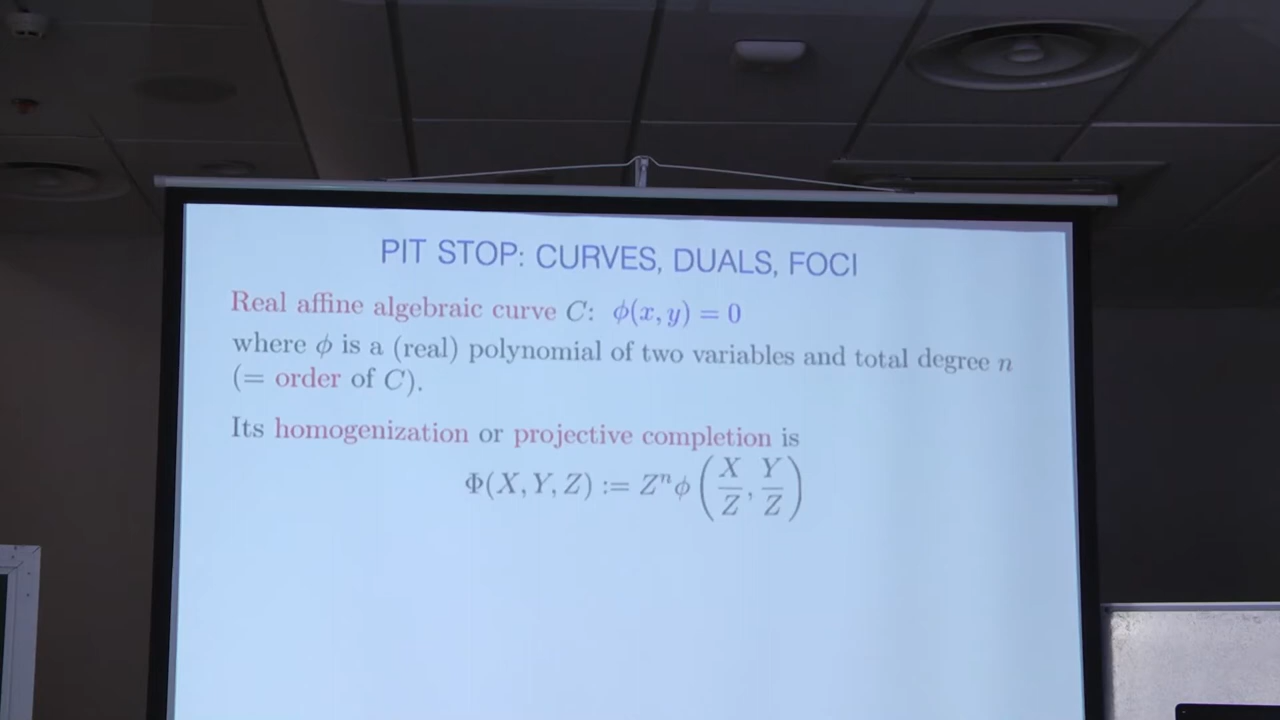 PIT STOP: CURVES, DUALS, FOCI
Real affine algebraic curve C: ϕ(x, y) = 0
where ϕ is a (real) polynomial of two variables and total degree n
(= order of C).
Its homogenization or projective completion is
Φ(X, Y, Z) := Zⁿϕ(X/Z, Y/Z)